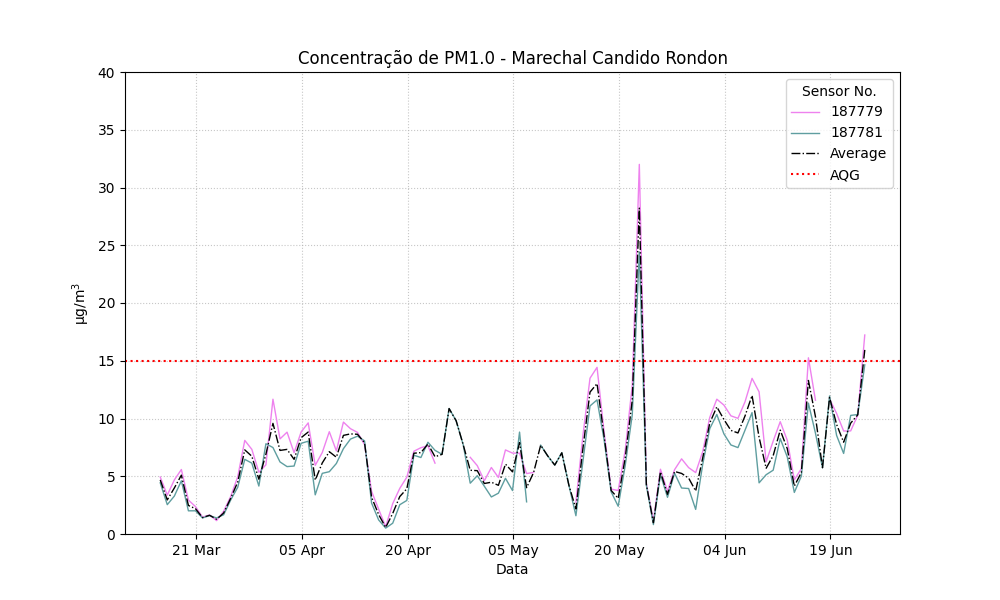 Concentração de PM1.0 - Marechal Candido Rondon
40
35
30
25
20
15
10
5
0
µg/m³
21 Mar
05 Apr
20 Apr
05 May
20 May
04 Jun
19 Jun
Data
Sensor No.
187779
187781
Average
AQG